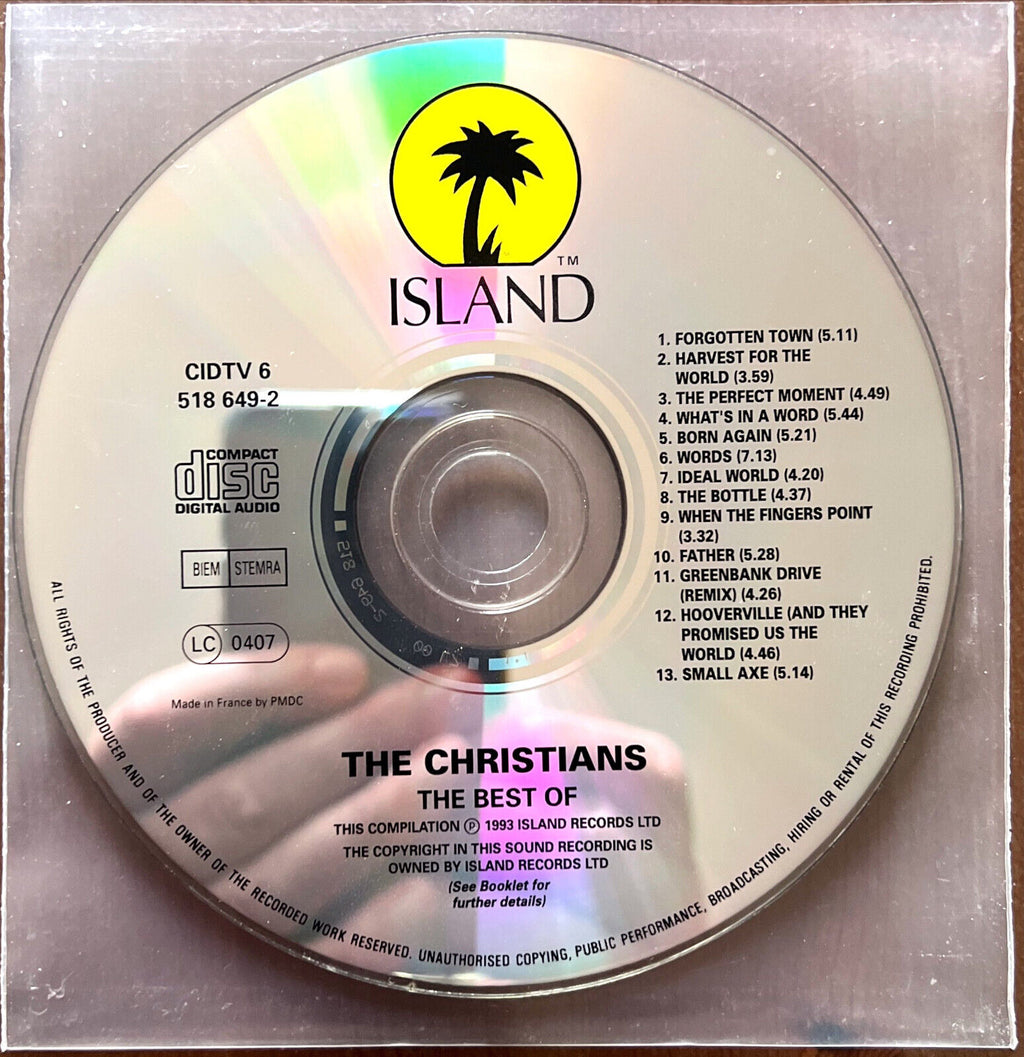 TM
ISLAND
CIDTV 6
518 649-2
COMPACT
disc
DIGITAL AUDIO
BIEM STEMRA
LC 0407
Made in France by PMDC
1. FORGOTTEN TOWN (5.11)
2. HARVEST FOR THE
WORLD (3.59)
3. THE PERFECT MOMENT (4.49)
4. WHAT'S IN A WORD (5.44)
5. BORN AGAIN (5.21)
6. WORDS (7.13)
7. IDEAL WORLD (4.20)
8. THE BOTTLE (4.37)
9. WHEN THE FINGERS POINT
(3.32)
10. FATHER (5.28)
11. GREENBANK DRIVE
(REMIX) (4.26)
12. HOOVERVILLE (AND THEY
PROMISED US THE
WORLD (4.46)
13. SMALL AXE (5.14)
THE CHRISTIANS
THE BEST OF
THIS COMPILATION ℗ 1993 ISLAND RECORDS LTD
THE COPYRIGHT IN THIS SOUND RECORDING IS
OWNED BY ISLAND RECORDS LTD
(See Booklet for
further details)
ALL RIGHTS OF THE PRODUCER AND OF THE OWNER OF THE RECORDED WORK RESERVED. UNAUTHORISED COPYING, PUBLIC PERFORMANCE, BROADCASTING, HIRING OR RENTAL OF THIS RECORDING PROHIBITED.